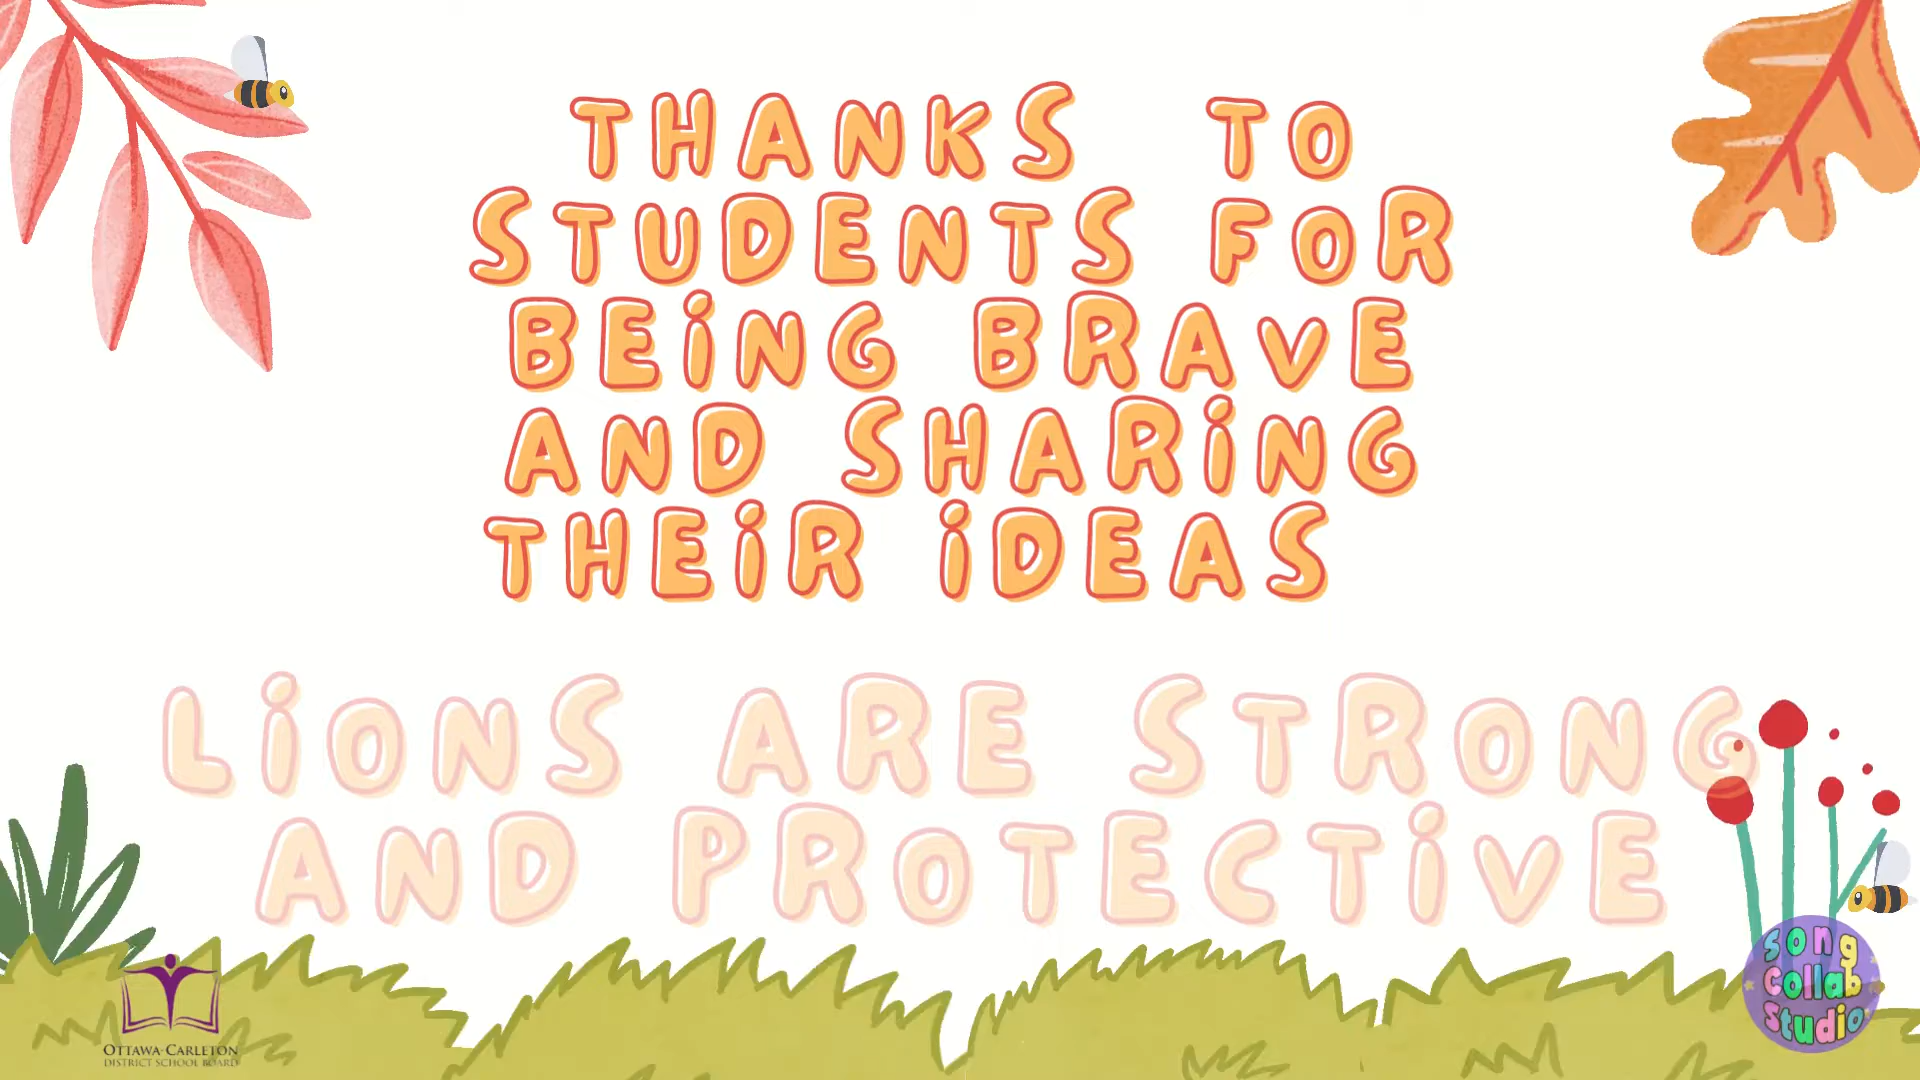 THANKS TO
STUDENTS FOR
BEING BRAVE
AND SHARING
THEIR IDEAS
LIONS ARE STRONG
AND PROTECTIVE
OTTAWA-CARLETON
DISTRICT SCHOOL BOARD
Song
Collab
Studio